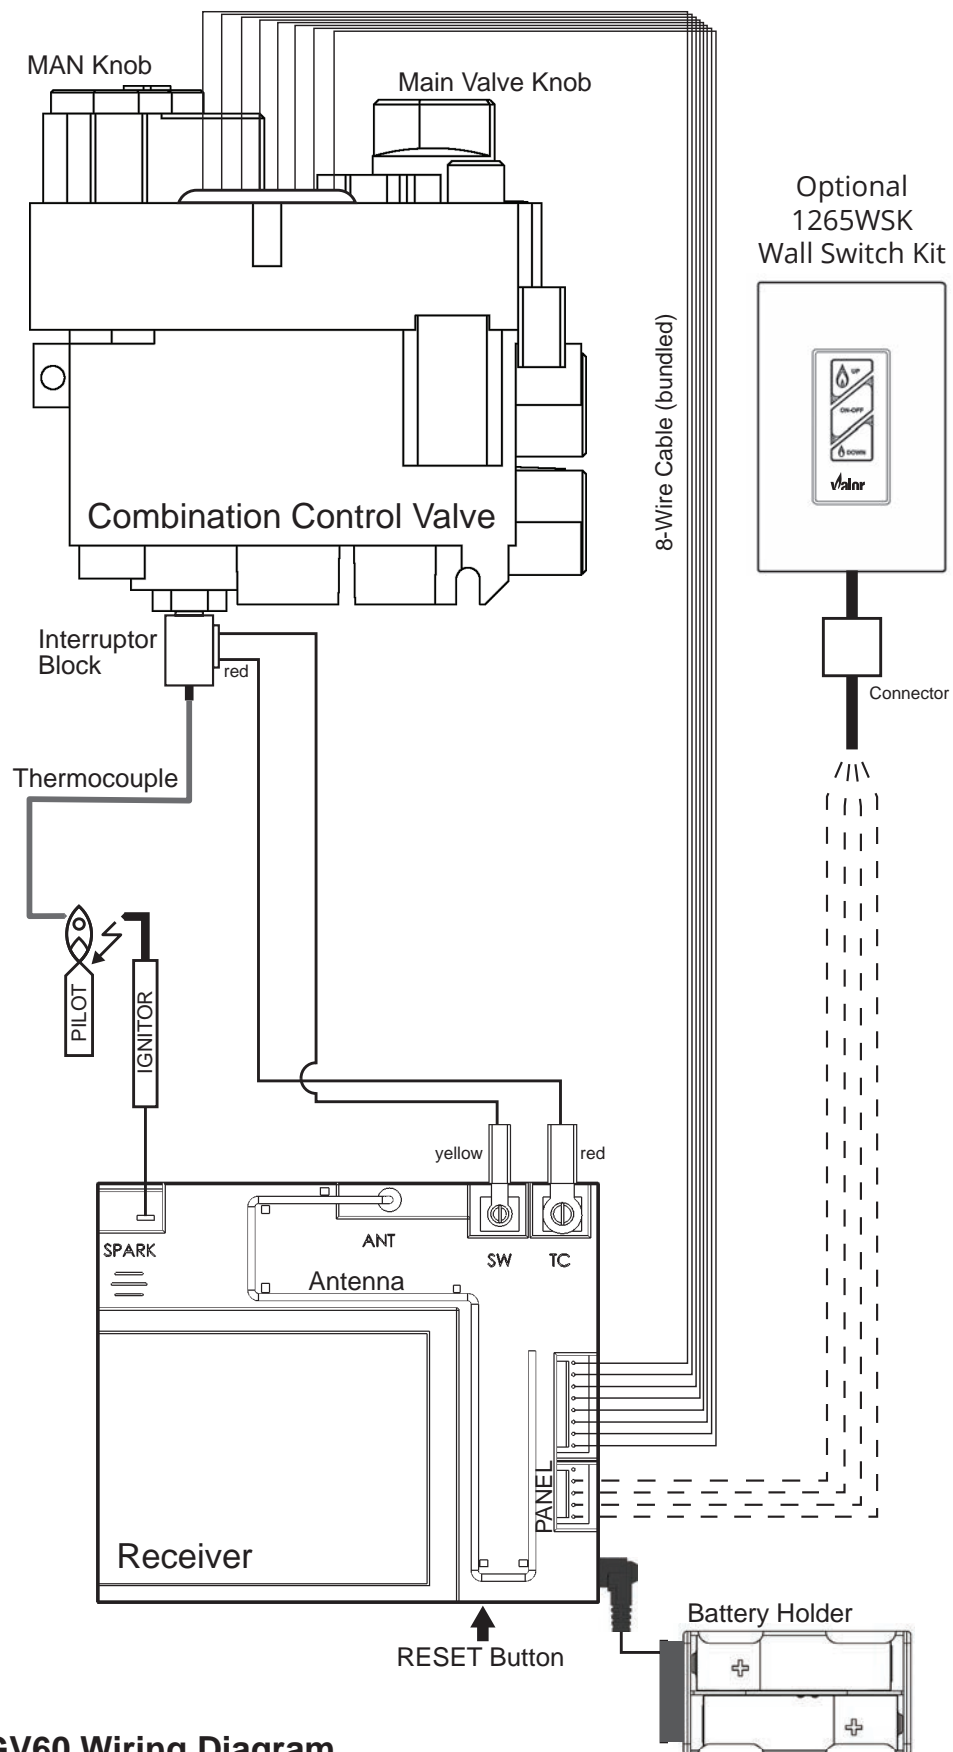 MAN Knob
Main Valve Knob
Optional
1265WSK
Wall Switch Kit
8-Wire Cable (bundled)
UP
ON-OFF
DOWN
Valor
Combination Control Valve
Interruptor
Block
red
Connector
Thermocouple
PILOT
IGNITOR
yellow
red
SPARK
ANT
SW
TC
Antenna
PANEL
Receiver
RESET Button
Battery Holder
GV60 Wiring Diagram